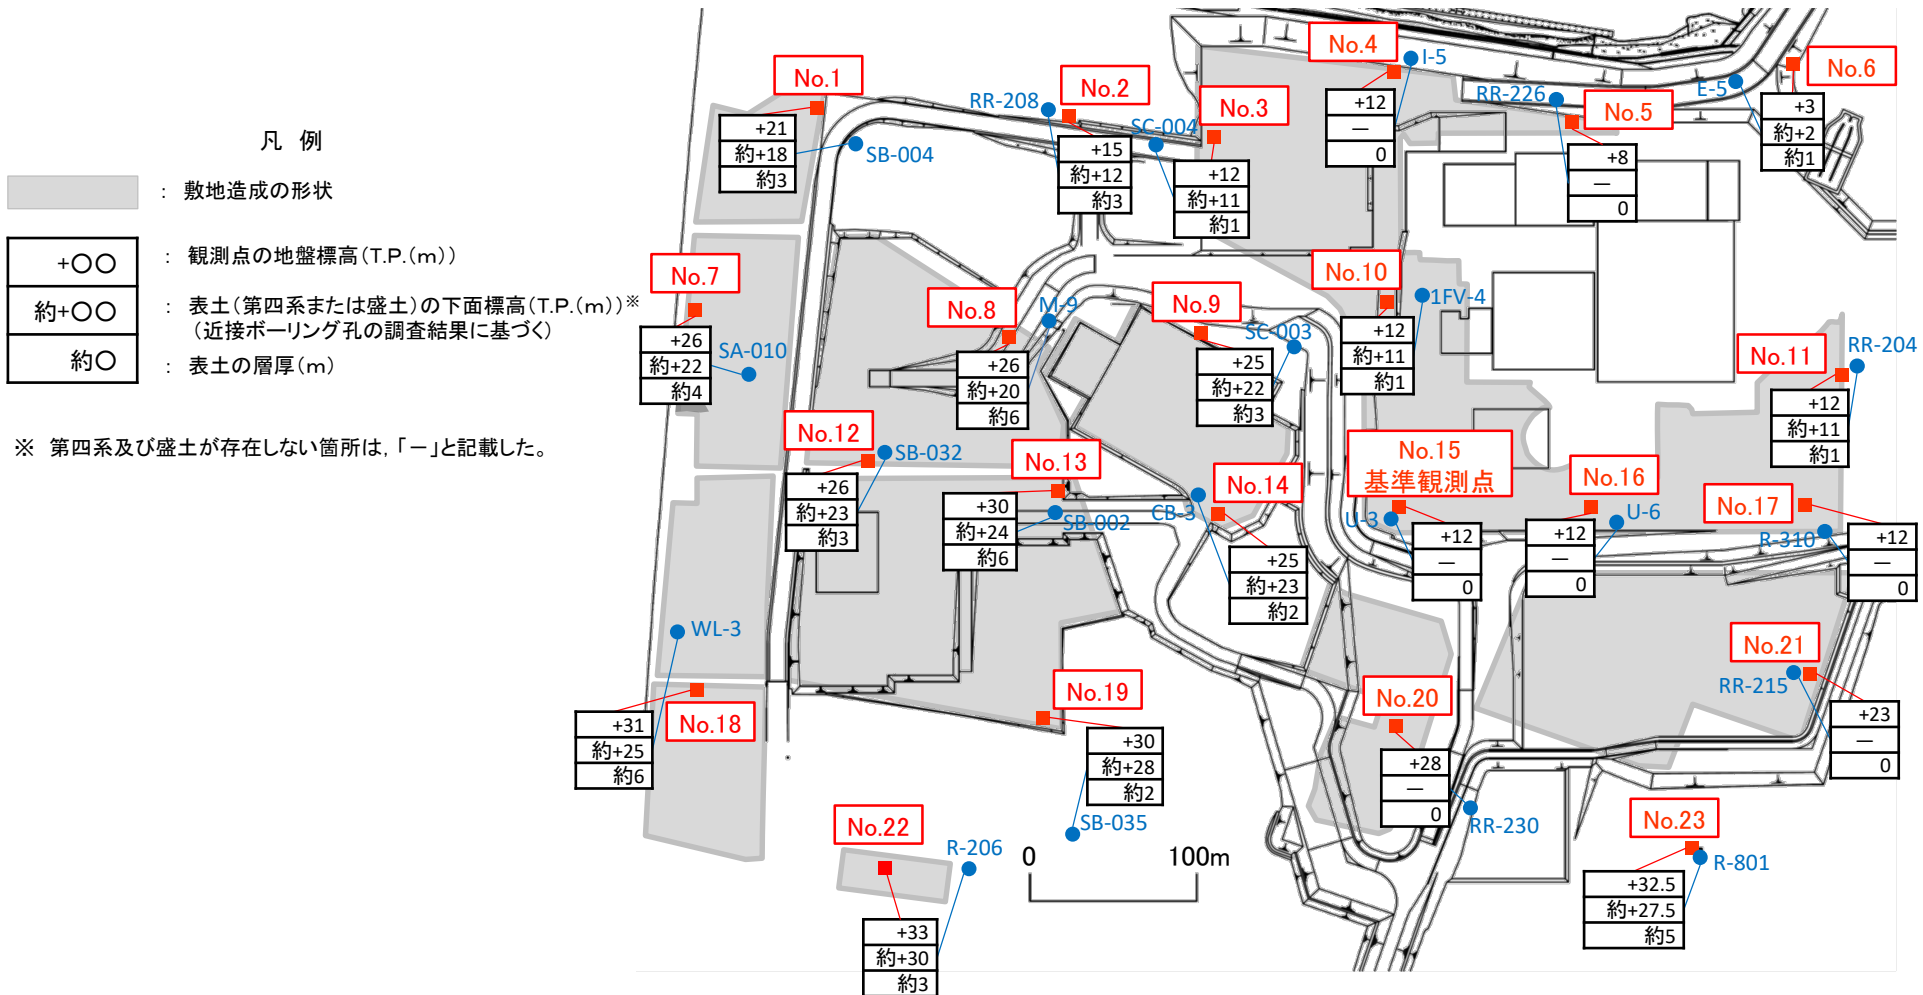 凡 例
： 敷地造成の形状
+〇〇
： 観測点の地盤標高(T.P.(m))
約+〇〇
： 表土(第四系または盛土)の下面標高(T.P.(m))※
(近接ボーリング孔の調査結果に基づく)
約〇
： 表土の層厚(m)
※ 第四系及び盛土が存在しない箇所は,「－」と記載した。
No.1
+21
約+18
約3
SB-004
RR-208
No.2
+15
約+12
約3
SC-004
No.3
+12
約+11
約1
No.4
I-5
+12
―
0
RR-226
No.5
+8
―
0
E-5
No.6
+3
約+2
約1
No.7
+26
約+22
約4
SA-010
No.8
M-9
+26
約+20
約6
No.9
SC-003
+25
約+22
約3
No.10
1FV-4
+12
約+11
約1
No.11
RR-204
+12
約+11
約1
No.12
SB-032
+26
約+23
約3
No.13
+30
約+24
約6
SB-002
No.14
CB-3
+25
約+23
約2
No.15
基準観測点
U-3
+12
―
0
No.16
U-6
+12
―
0
No.17
R-310
+12
―
0
WL-3
No.18
+31
約+25
約6
No.19
+30
約+28
約2
SB-035
No.20
+28
―
0
RR-230
No.21
RR-215
+23
―
0
No.22
R-206
+33
約+30
約3
0 100m
No.23
R-801
+32.5
約+27.5
約5